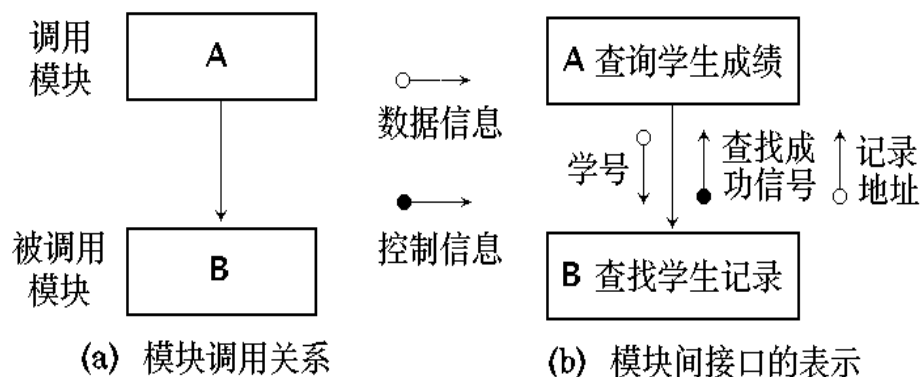 调用
模块
A
被调用
模块
B
(a) 模块调用关系
数据信息
控制信息
A 查询学生成绩
学号
查找成
功信号
记录
地址
B 查找学生记录
(b) 模块间接口的表示